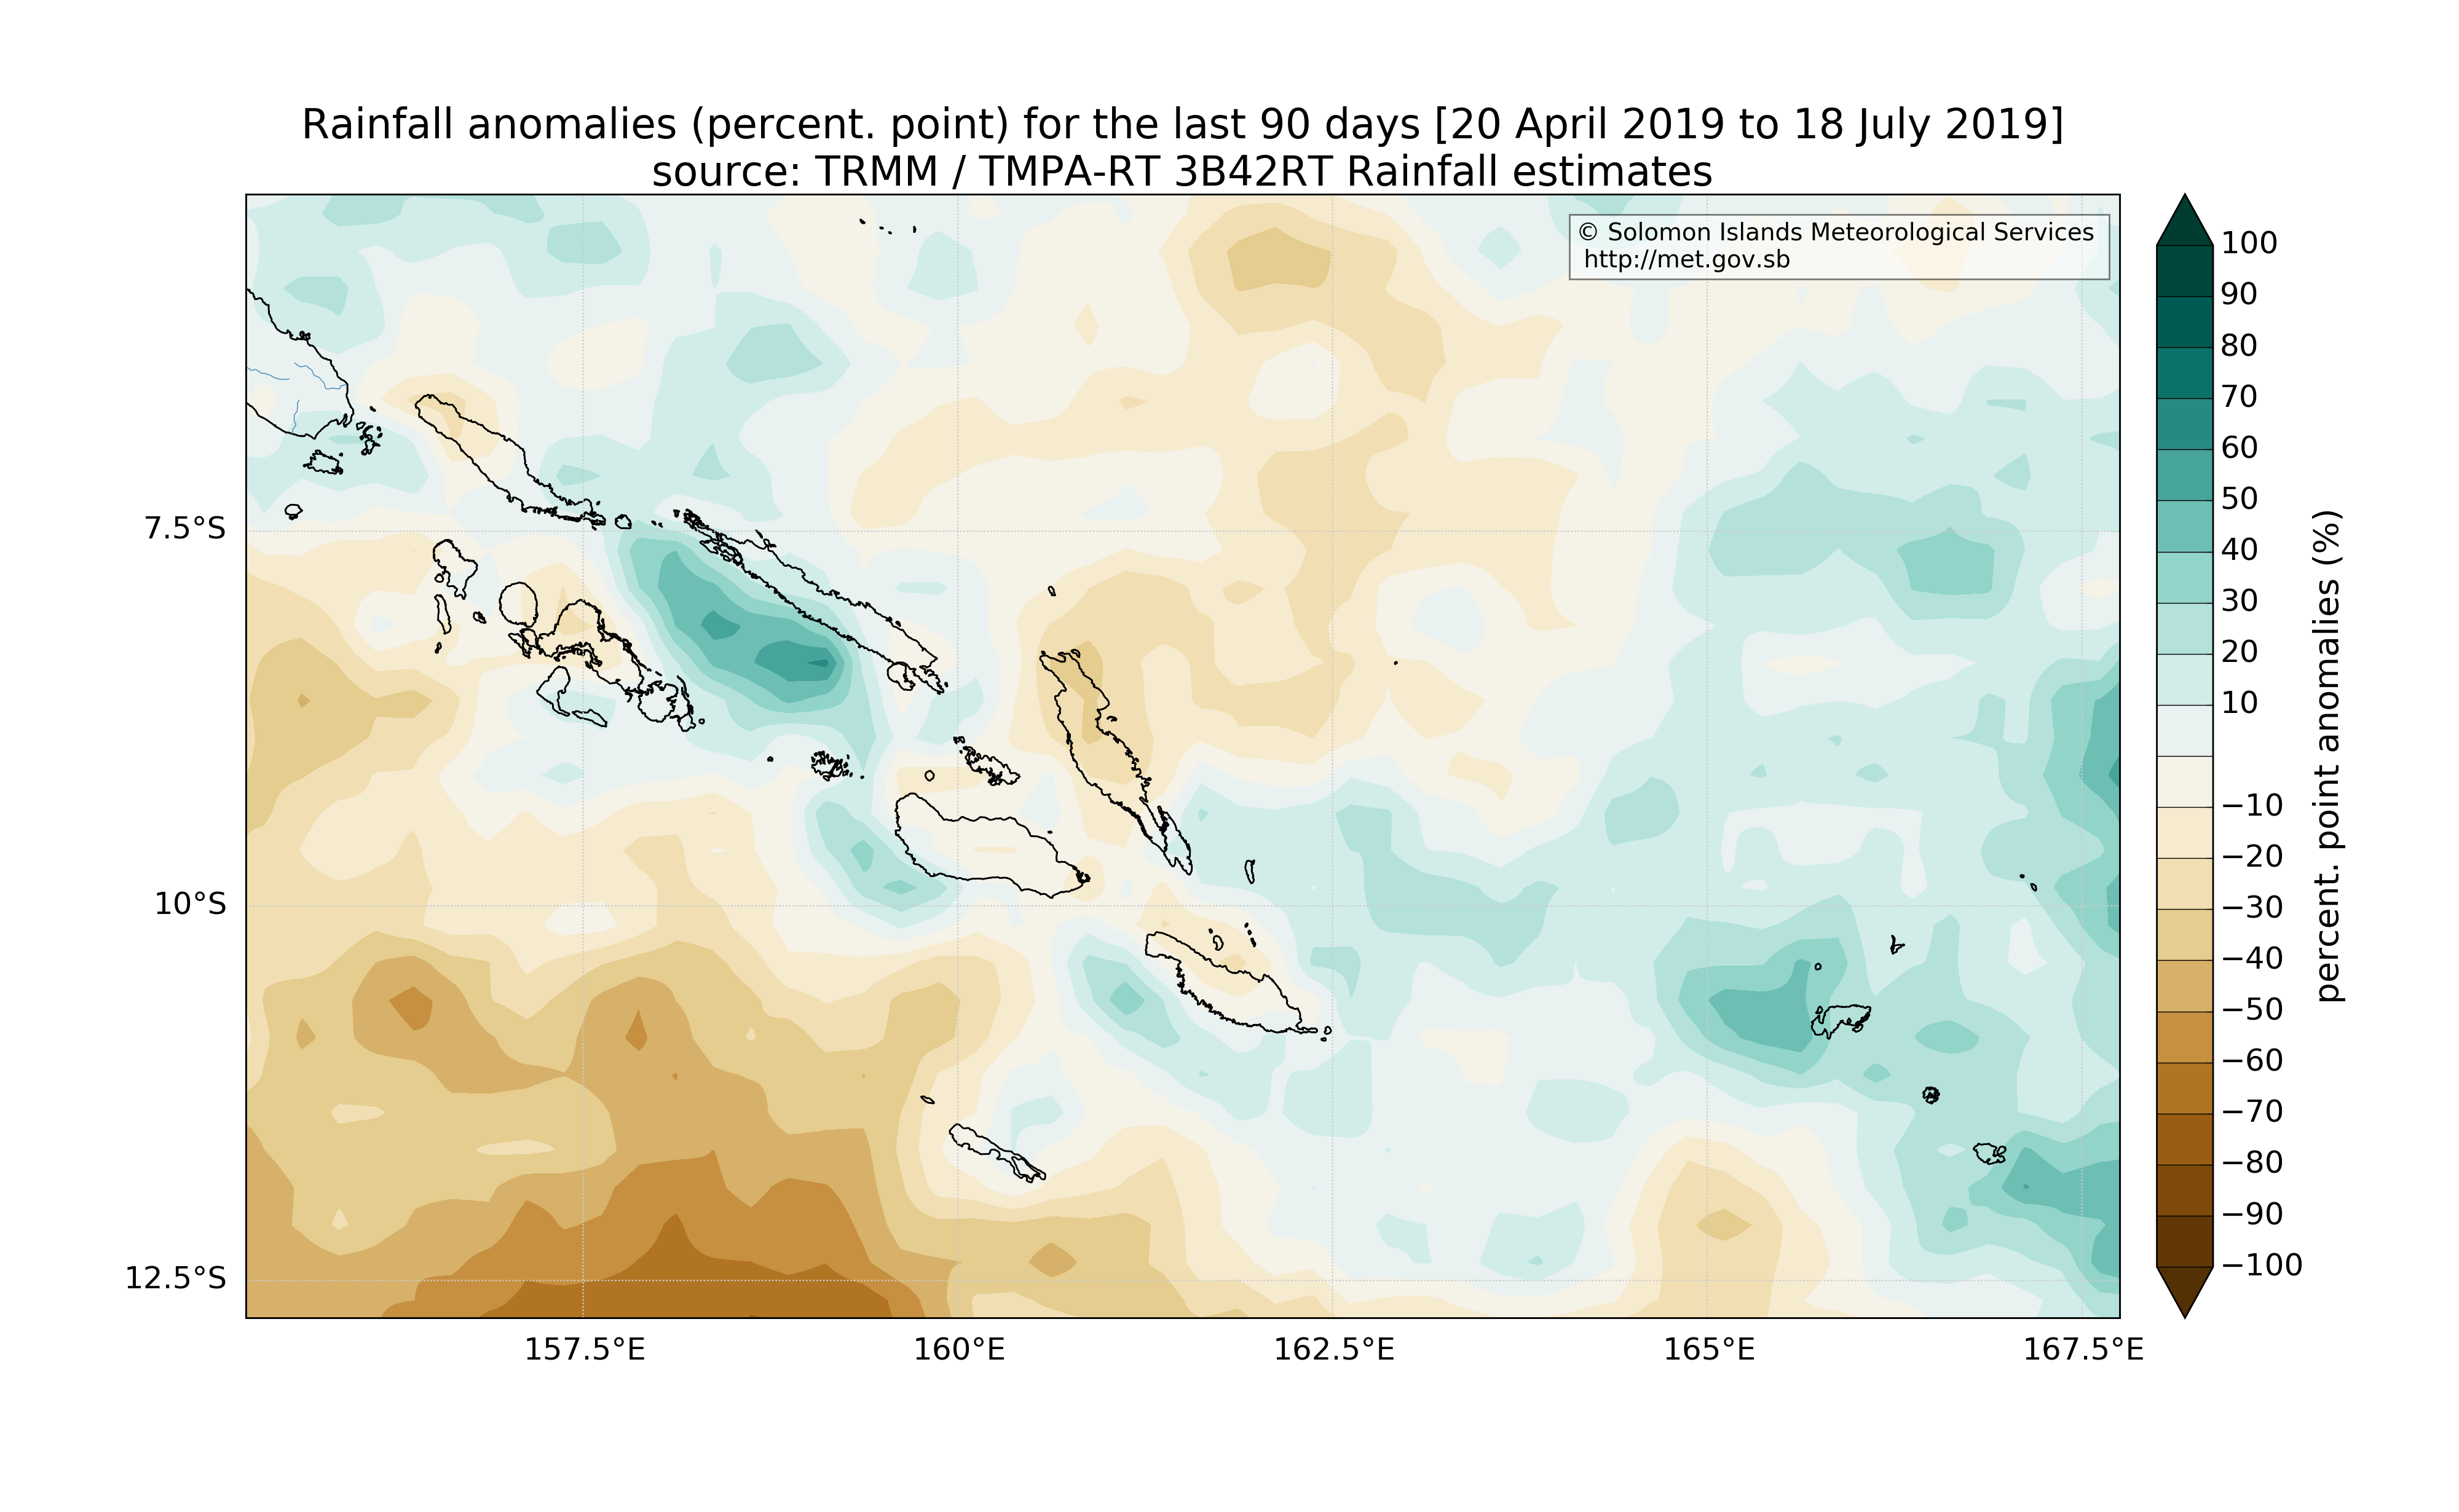 Rainfall anomalies (percent. point) for the last 90 days [20 April 2019 to 18 July 2019]
source: TRMM / TMPA-RT 3B42RT Rainfall estimates
© Solomon Islands Meteorological Services
http://met.gov.sb
7.5°S
10°S
12.5°S
157.5°E
160°E
162.5°E
165°E
167.5°E
100
90
80
70
60
50
40
30
20
10
−10
−20
−30
−40
−50
−60
−70
−80
−90
−100
percent. point anomalies (%)